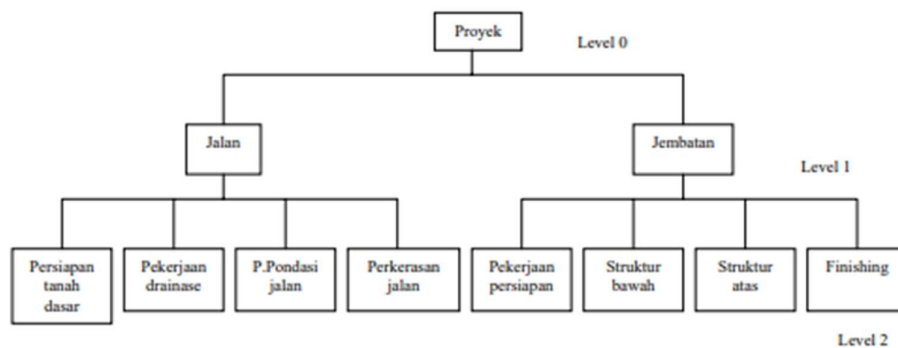 Proyek
Level 0
Jalan
Jembatan
Level 1
Persiapan
tanah
dasar
Pekerjaan
drainase
P.Pondasi
jalan
Perkerasan
jalan
Pekerjaan
persiapan
Struktur
bawah
Struktur
atas
Finishing
Level 2